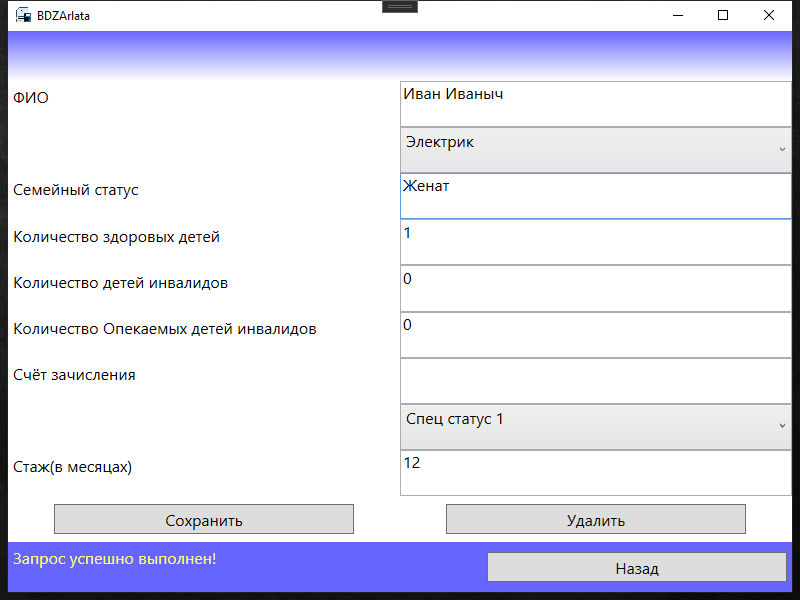 BDZArlata
ФИО
Иван Иваныч
Электрик
Семейный статус
Женат
Количество здоровых детей
1
Количество детей инвалидов
0
Количество Опекаемых детей инвалидов
0
Счёт зачисления
Спец статус 1
Стаж(в месяцах)
12
Сохранить
Удалить
Запрос успешно выполнен!
Назад